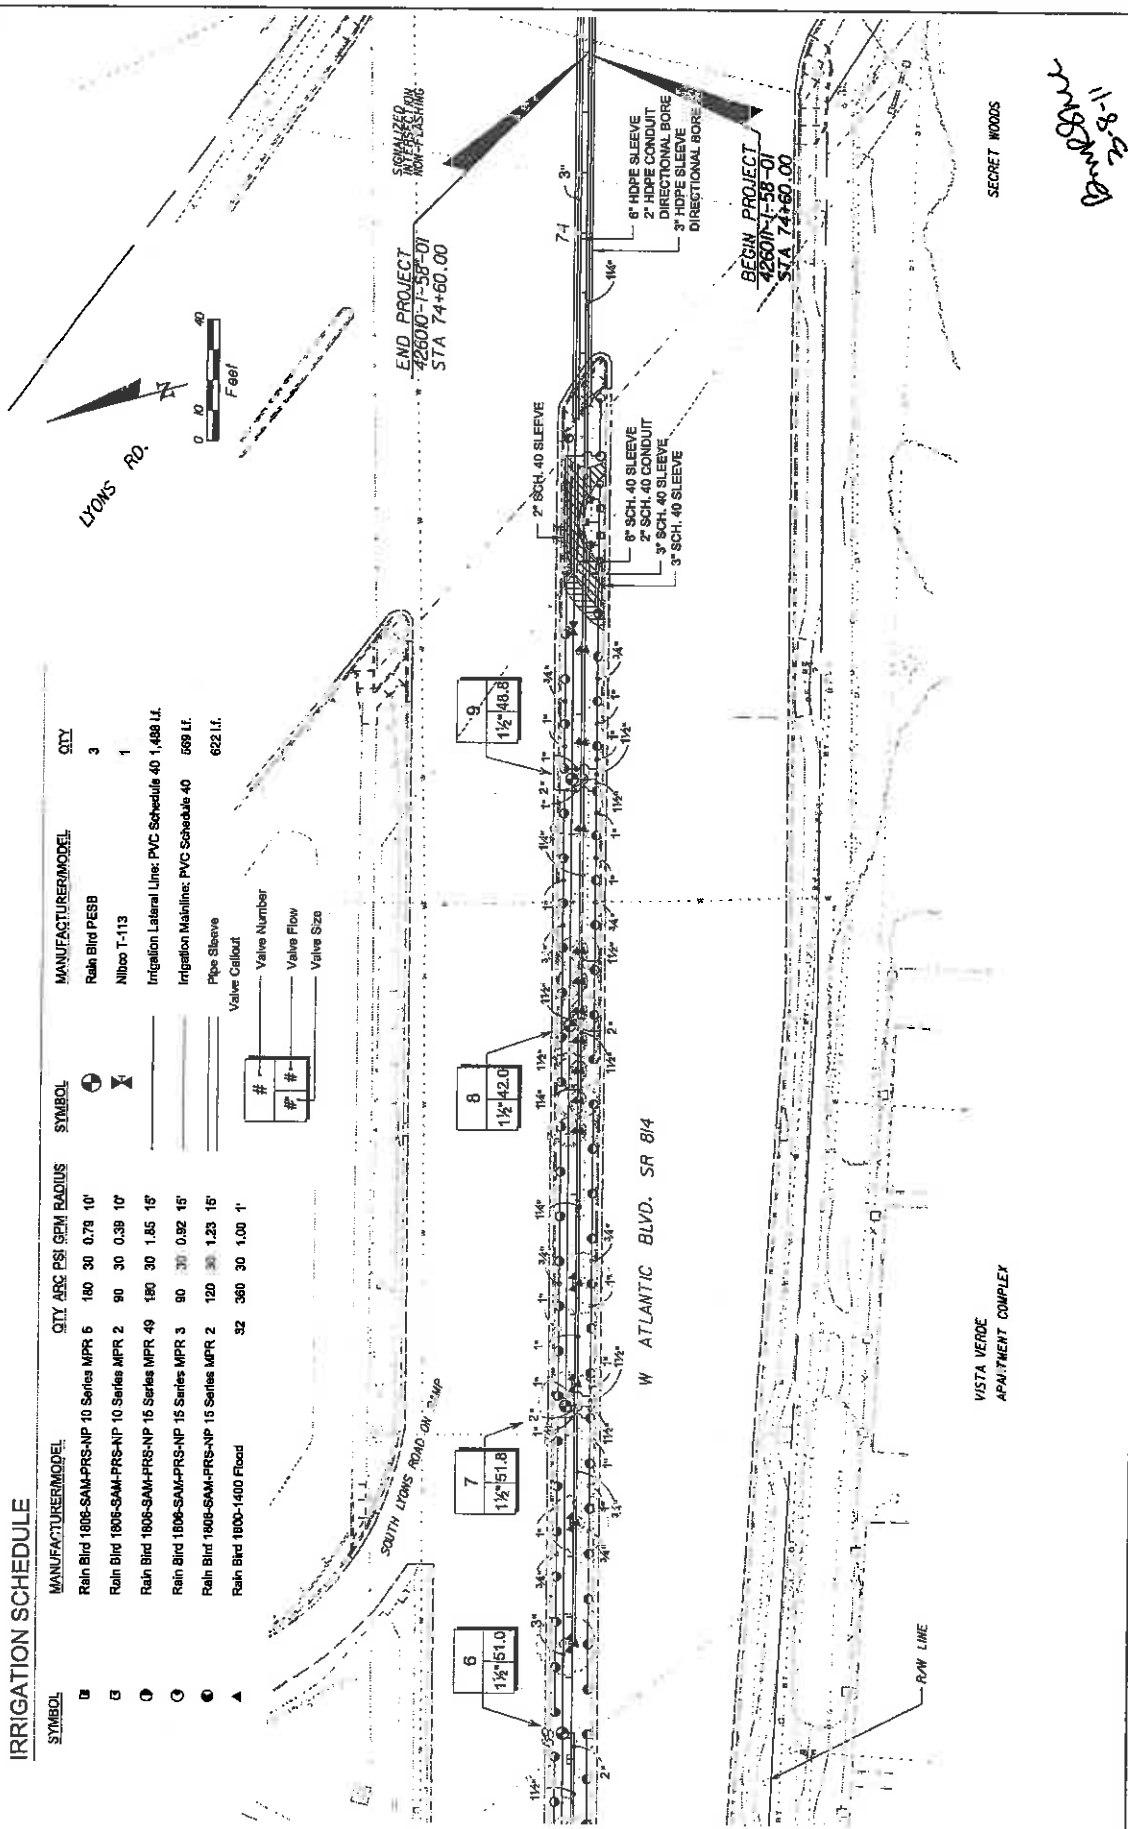 IRRIGATION SCHEDULE
SYMBOL MANUFACTURER/MODEL QTY ARC PSI GPM RADIUS
Rain Bird 1806-SAM-PRS-NP 10 Series MPR 6 180 30 0.79 10'
Rain Bird 1806-SAM-PRS-NP 10 Series MPR 2 90 30 0.39 10'
Rain Bird 1806-SAM-PRS-NP 15 Series MPR 49 180 30 1.85 15'
Rain Bird 1806-SAM-PRS-NP 15 Series MPR 3 90 30 0.92 15'
Rain Bird 1806-SAM-PRS-NP 15 Series MPR 2 120 30 1.23 15'
Rain Bird 1800-1400 Flood 32 360 30 1.00 1'
SYMBOL MANUFACTURER/MODEL QTY
Rain Bird PESB 3
Nibco T-113 1
Irrigation Lateral Line: PVC Schedule 40 1,488 l.f.
Irrigation Mainline: PVC Schedule 40 569 l.f.
Pipe Sleeve 622 l.f.
Valve Callout
# Valve Number
#" # Valve Flow
Valve Size
LYONS RD.
N
0 10 40
Feet
SIGNALIZED
INTERSECTION
NON-FLASHING
END PROJECT
426010-1-58-01
STA 74+60.00
SOUTH LYONS ROAD ON RAMP
6
1½" 51.0
7
1½" 51.8
8
1½" 42.0
9
1½" 48.8
2" SCH. 40 SLEEVE
74
3"
1¼"
6" HDPE SLEEVE
2" HDPE CONDUIT
DIRECTIONAL BORE
3" HDPE SLEEVE
DIRECTIONAL BORE
6" SCH. 40 SLEEVE
2" SCH. 40 CONDUIT
3" SCH. 40 SLEEVE
3" SCH. 40 SLEEVE
W ATLANTIC BLVD. SR 814
BEGIN PROJECT
STA 74+60.00
R/W LINE
VISTA VERDE
APARTMENT COMPLEX
SECRET WOODS